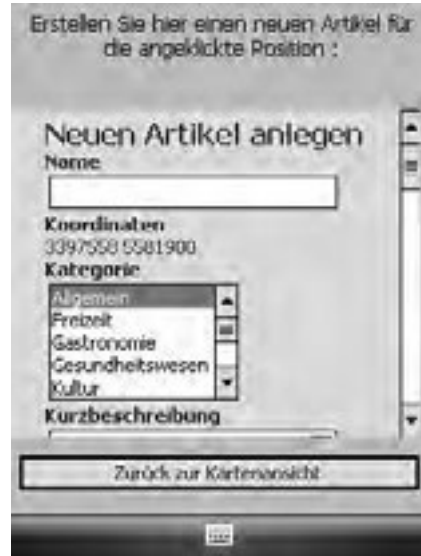 Erstellen Sie hier einen neuen Artikel für
die angeklickte Position :
Neuen Artikel anlegen
Name
Koordinaten
3397558 5581900
Kategorie
Allgemein
Freizeit
Gastronomie
Gesundheitswesen
Kultur
Kurzbeschreibung
Zurück zur Kartenansicht